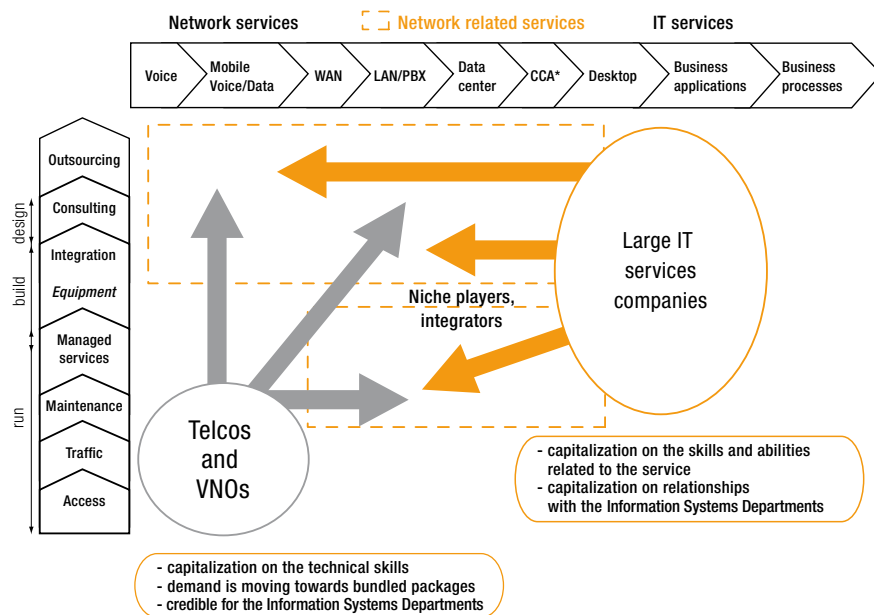 Network services
Network related services
IT services
Voice
Mobile
Voice/Data
WAN
LAN/PBX
Data
center
CCA*
Desktop
Business
applications
Business
processes
Outsourcing
Consulting
Integration
Equipment
Managed
services
Maintenance
Traffic
Access
design
build
run
Large IT
services
companies
Niche players,
integrators
Telcos
and
VNOs
- capitalization on the skills and abilities
related to the service
- capitalization on relationships
with the Information Systems Departments
- capitalization on the technical skills
- demand is moving towards bundled packages
- credible for the Information Systems Departments